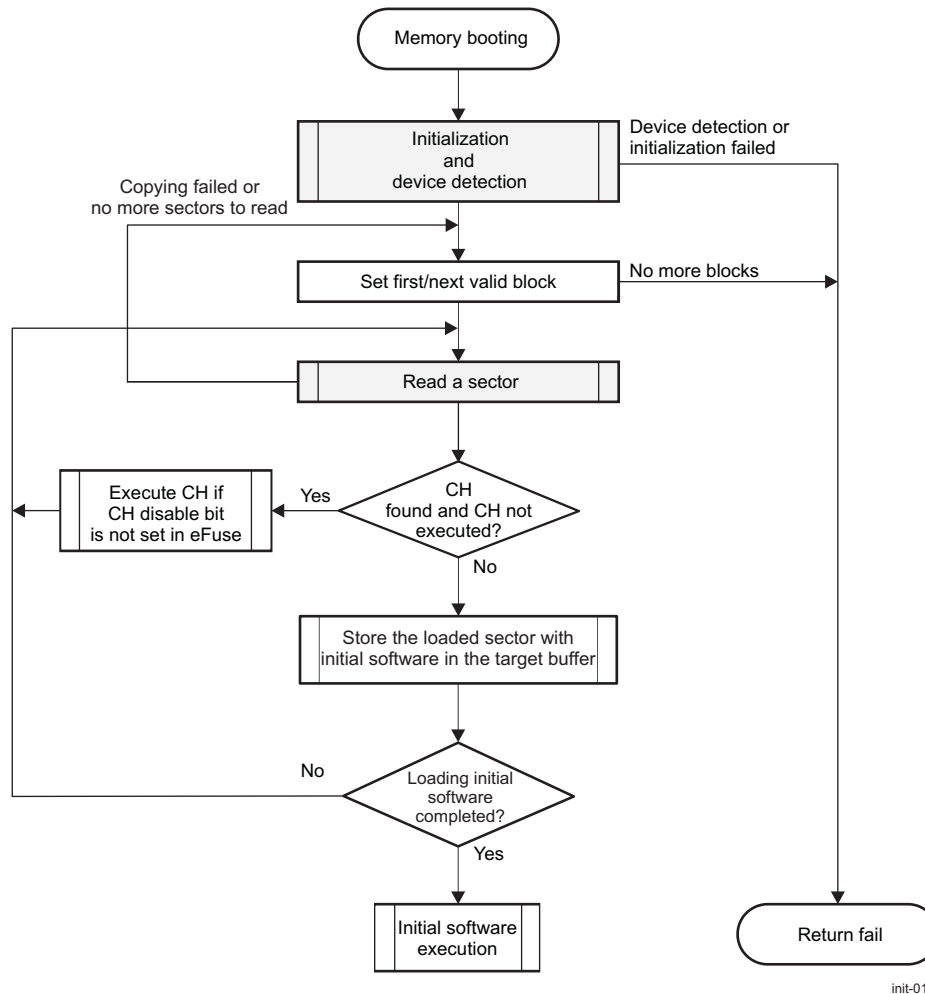 Memory booting
Initialization
and
device detection
Device detection or
initialization failed
Copying failed or
no more sectors to read
Set first/next valid block
No more blocks
Read a sector
Execute CH if
CH disable bit
is not set in eFuse
Yes
CH
found and CH not
executed?
No
Store the loaded sector with
initial software in the target buffer
No
Loading initial
software
completed?
Yes
Initial software
execution
Return fail
init-01